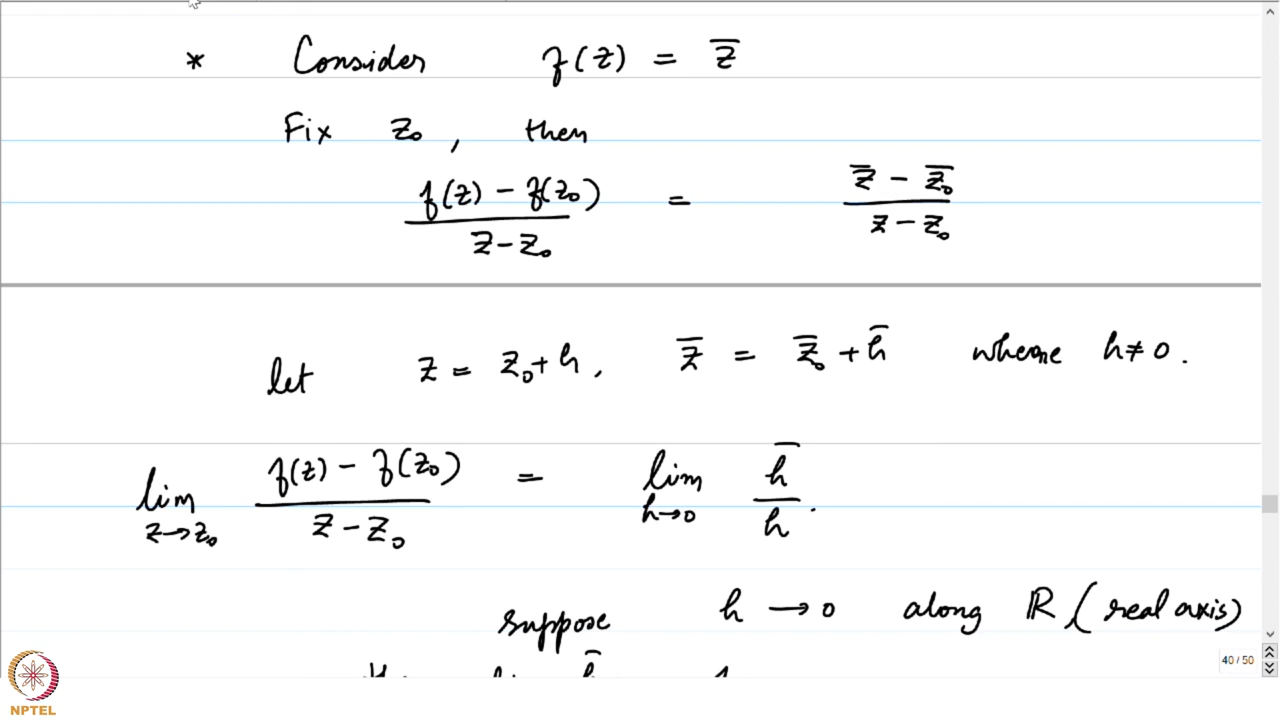 * Consider f(z) = z̄
Fix z₀, then
(f(z) − f(z₀))/(z − z₀) = (z̄ − z̄₀)/(z − z₀)
let z = z₀ + h, z̄ = z̄₀ + h̄ where h ≠ 0.
lim_{z→z₀} (f(z) − f(z₀))/(z − z₀) = lim_{h→0} h̄/h.
suppose h → 0 along ℝ (real axis)
40 / 50
NPTEL